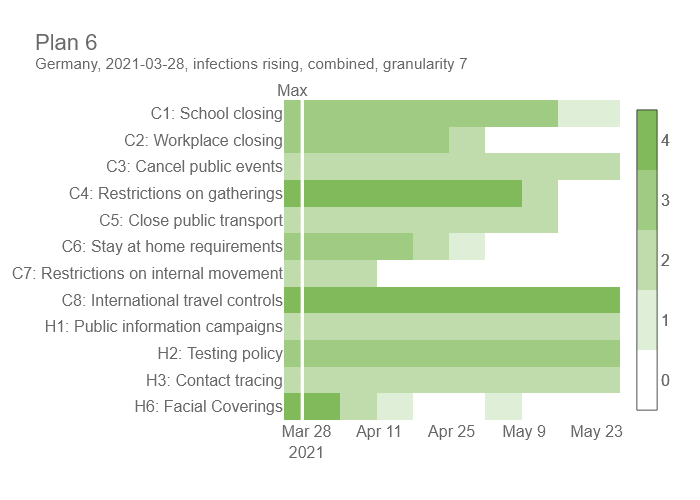 Plan 6
Germany, 2021-03-28, infections rising, combined, granularity 7
Max
C1: School closing
C2: Workplace closing
C3: Cancel public events
C4: Restrictions on gatherings
C5: Close public transport
C6: Stay at home requirements
C7: Restrictions on internal movement
C8: International travel controls
H1: Public information campaigns
H2: Testing policy
H3: Contact tracing
H6: Facial Coverings
4
3
2
1
0
Mar 28 Apr 11 Apr 25 May 9 May 23
2021